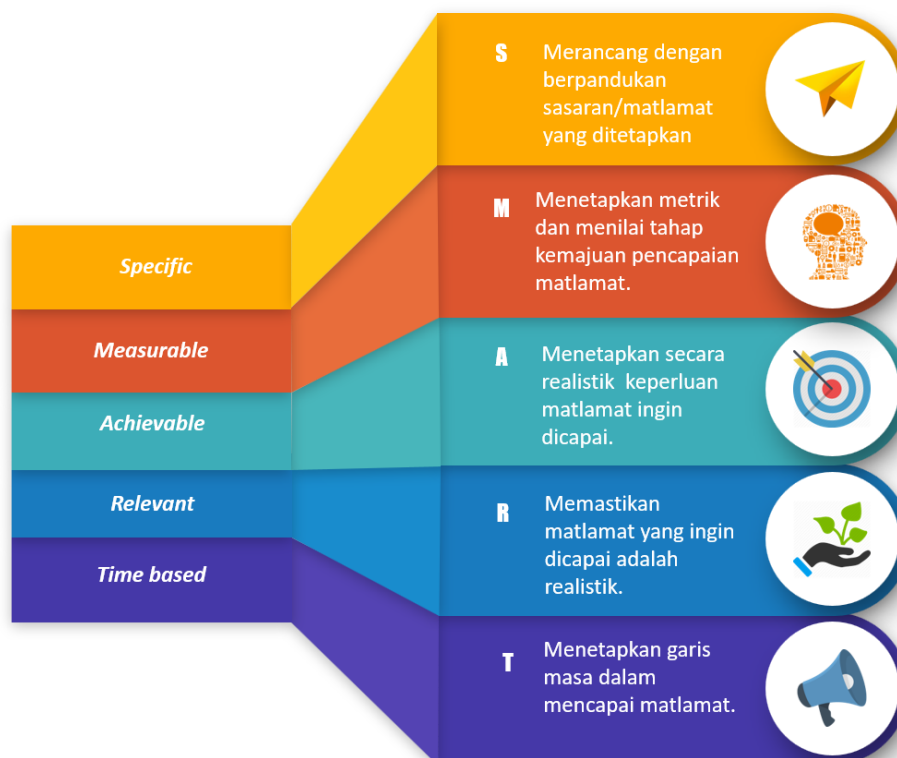 Specific
Measurable
Achievable
Relevant
Time based
S
Merancang dengan
berpandukan
sasaran/matlamat
yang ditetapkan
M
Menetapkan metrik
dan menilai tahap
kemajuan pencapaian
matlamat.
A
Menetapkan secara
realistik keperluan
matlamat ingin
dicapai.
R
Memastikan
matlamat yang ingin
dicapai adalah
realistik.
T
Menetapkan garis
masa dalam
mencapai matlamat.